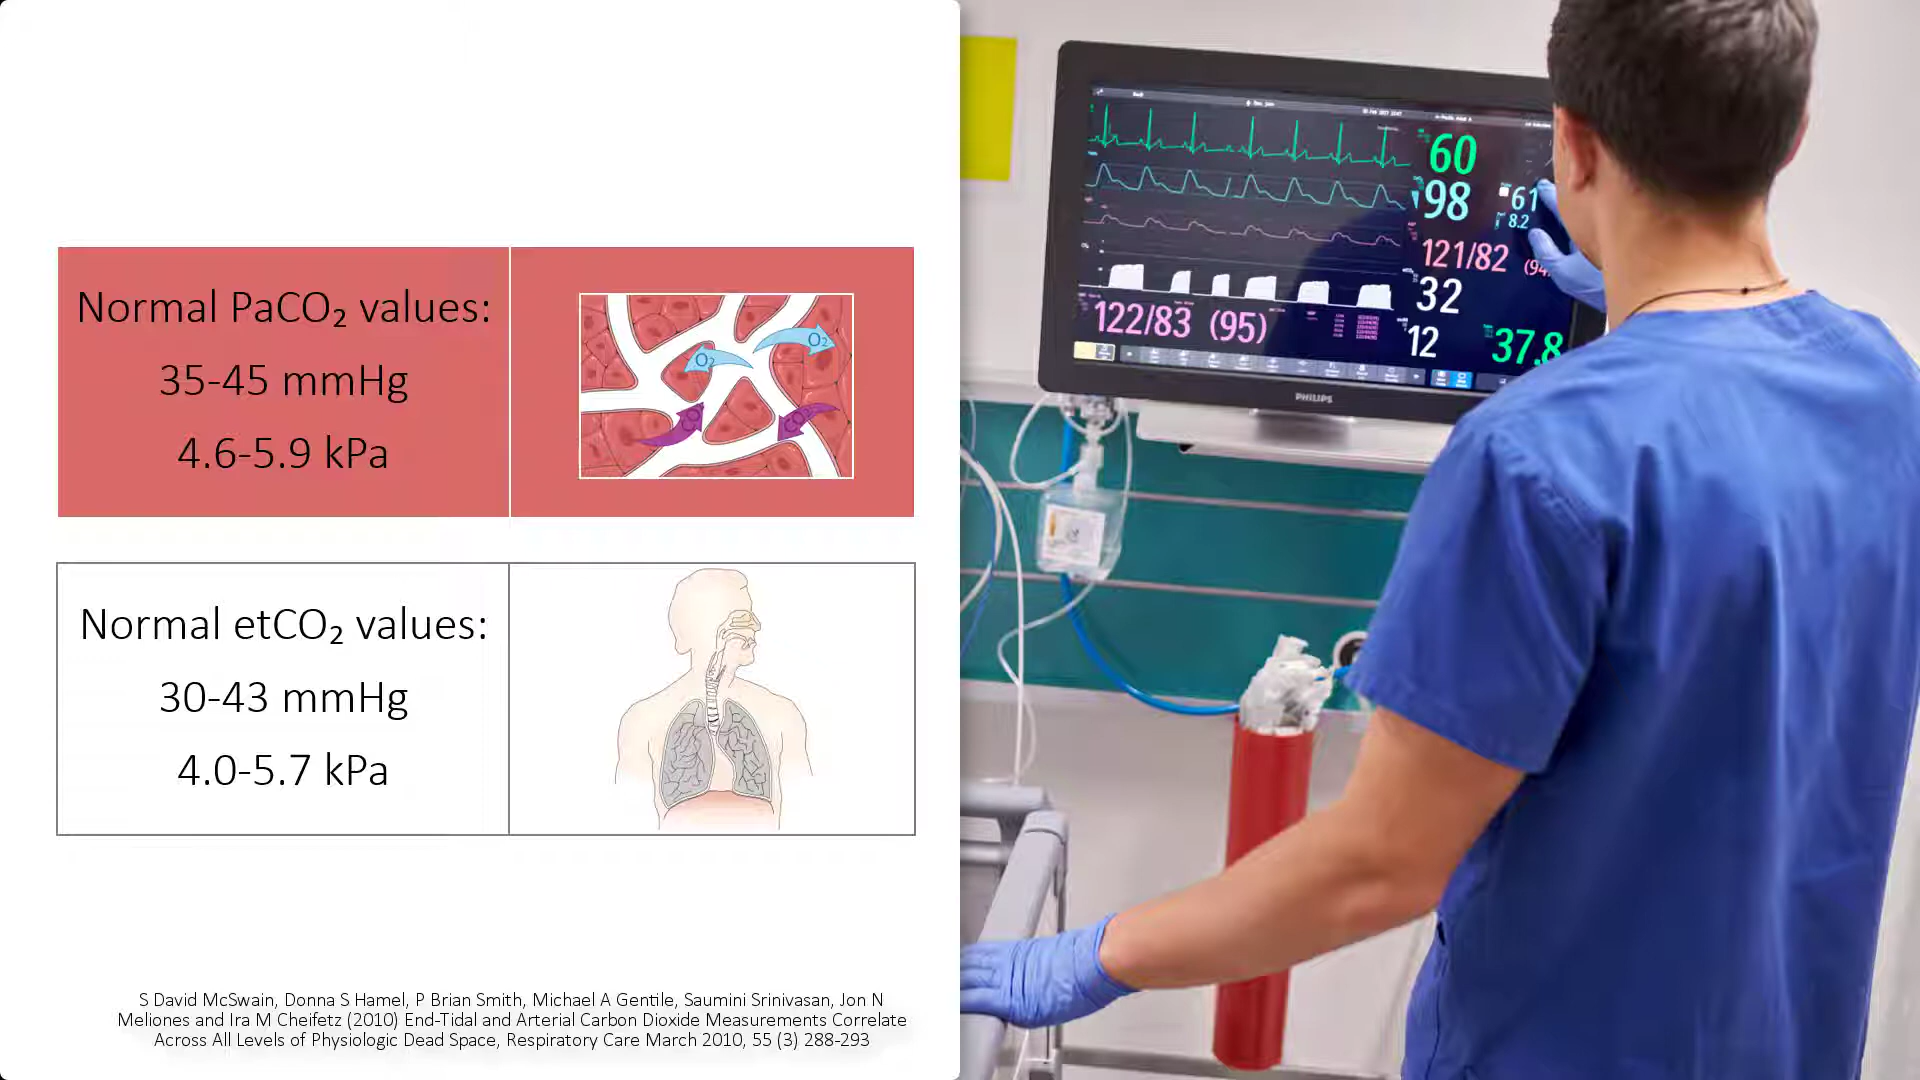 Normal PaCO₂ values:
35-45 mmHg
4.6-5.9 kPa
O₂
O₂
Normal etCO₂ values:
30-43 mmHg
4.0-5.7 kPa
S David McSwain, Donna S Hamel, P Brian Smith, Michael A Gentile, Saumini Srinivasan, Jon N
Meliones and Ira M Cheifetz (2010) End-Tidal and Arterial Carbon Dioxide Measurements Correlate
Across All Levels of Physiologic Dead Space, Respiratory Care March 2010, 55 (3) 288-293
60
98
61
8.2
121/82
32
122/83 (95)
12
37.8
PHILIPS